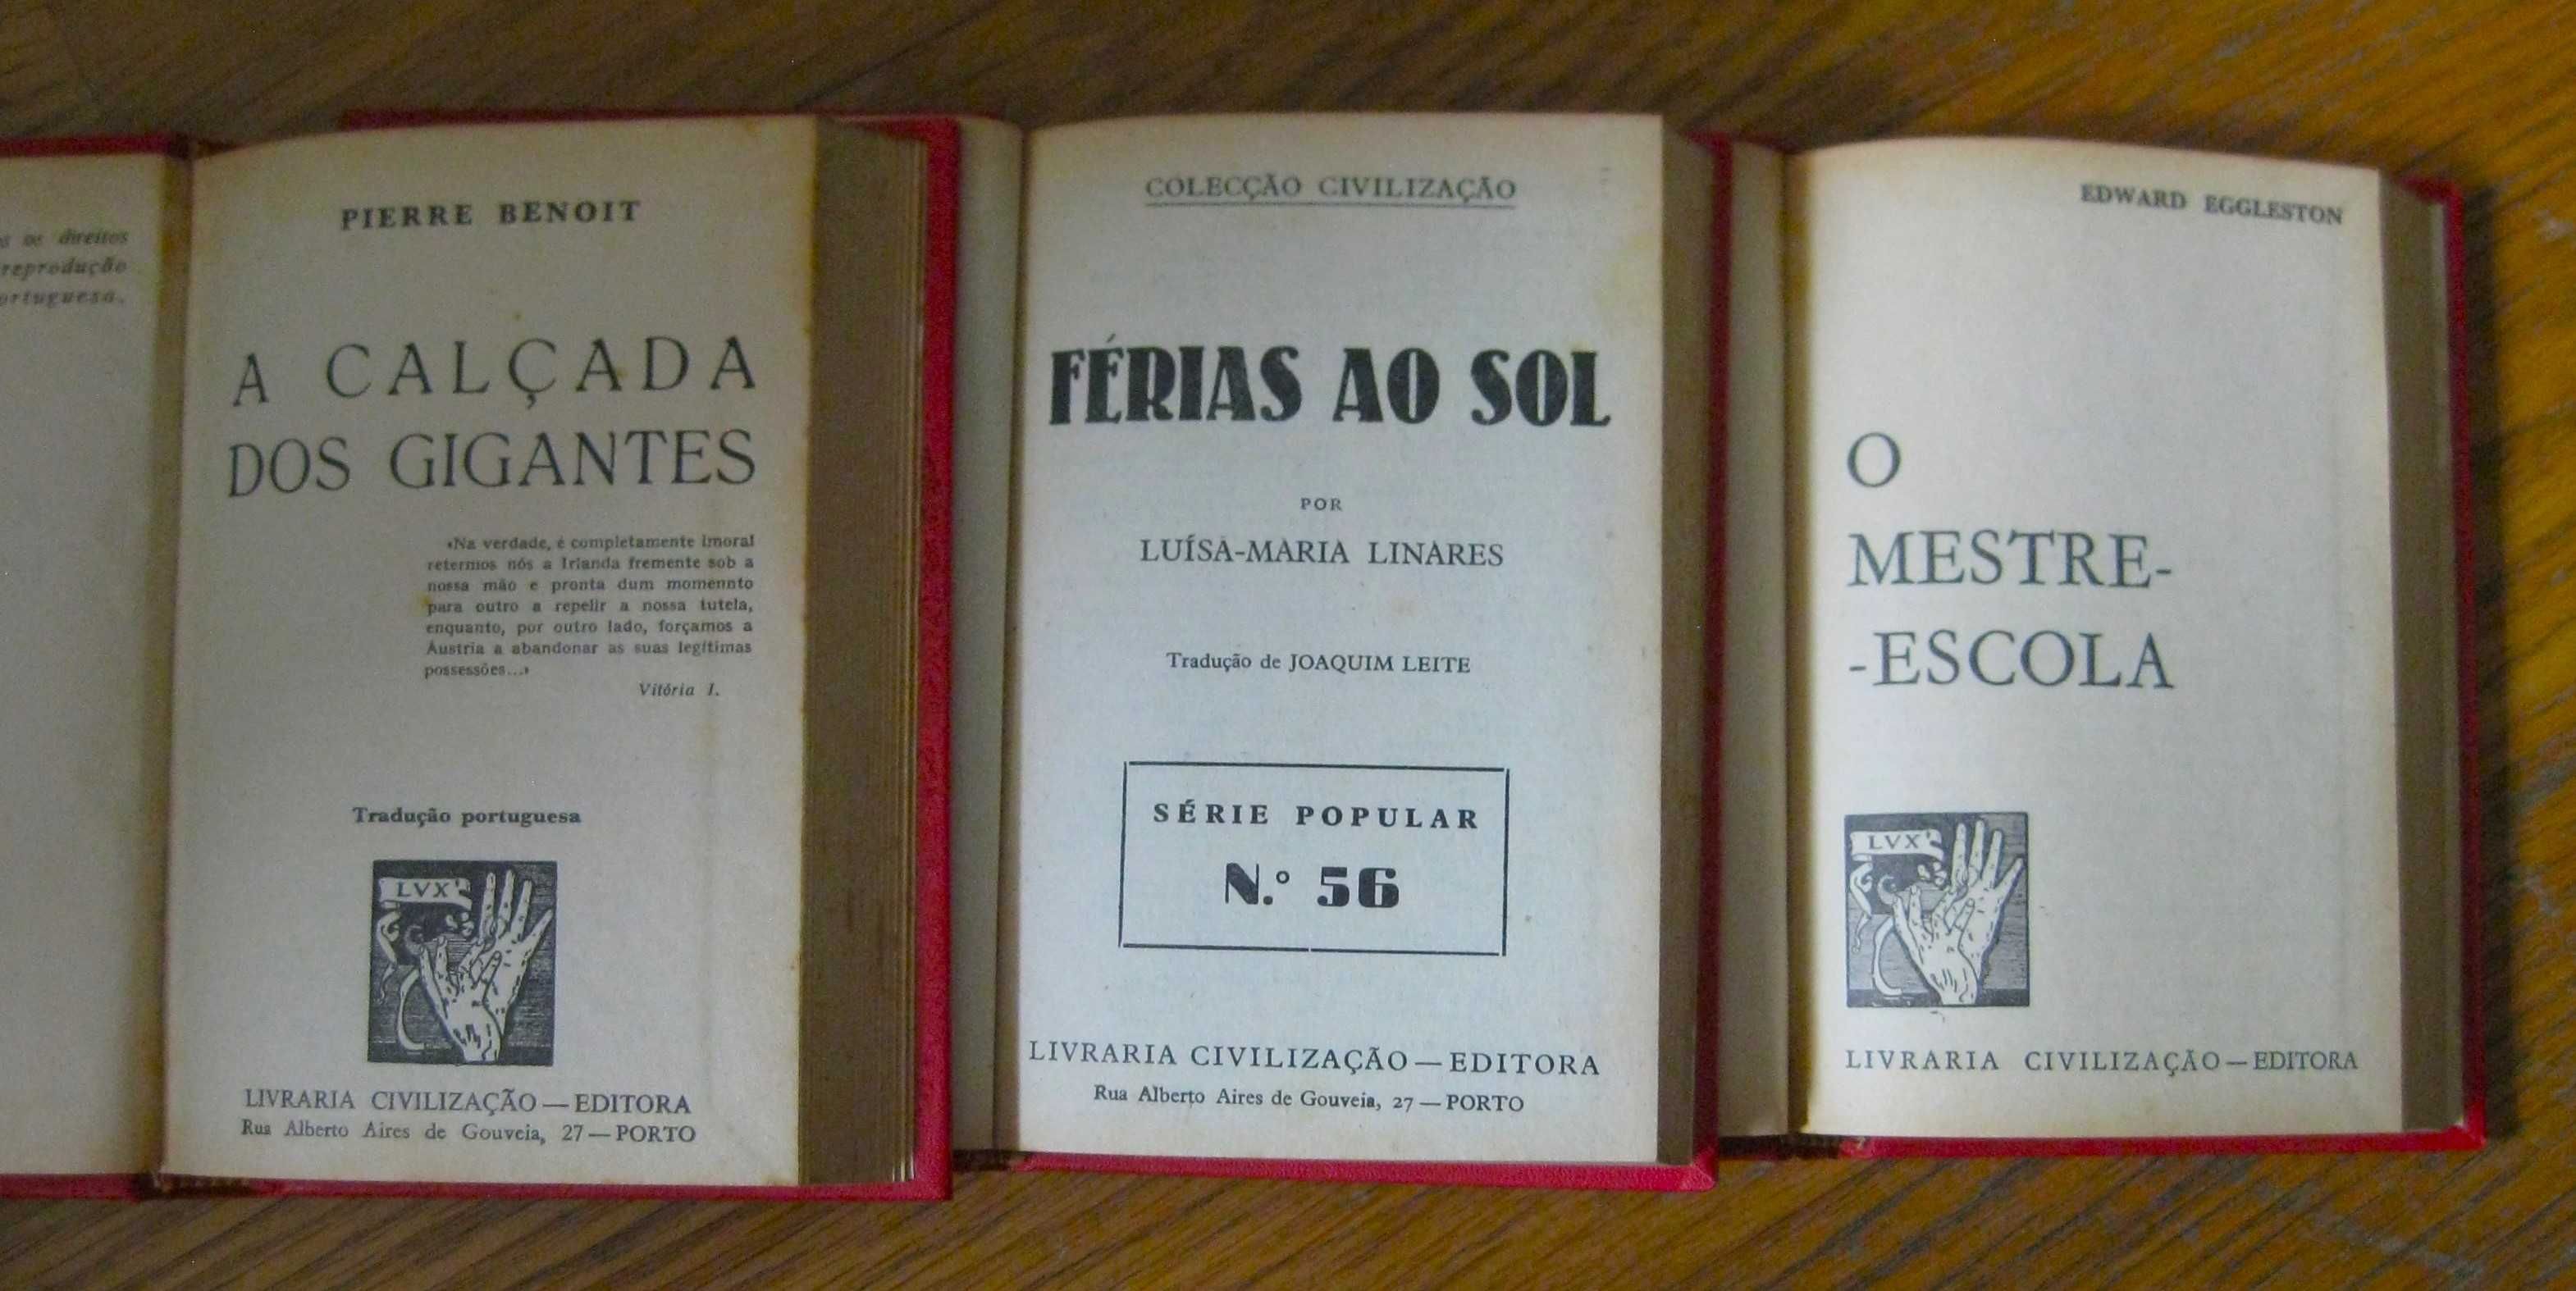 os direitos
reprodução
PIERRE BENOIT
A CALÇADA
DOS GIGANTES
«Na verdade, é completamente imoral
retermos nós a Irlanda fremente sob a
nossa mão e pronta dum momennto
para outro a repelir a nossa tutela,
enquanto, por outro lado, forçamos a
Áustria a abandonar as suas legítimas
possessões...»
Vitória I.
Tradução portuguesa
LVX
LIVRARIA CIVILIZAÇÃO — EDITORA
Rua Alberto Aires de Gouveia, 27 — PORTO
COLECÇÃO CIVILIZAÇÃO
FÉRIAS AO SOL
POR
LUÍSA-MARIA LINARES
Tradução de JOAQUIM LEITE
SÉRIE POPULAR
N.º 56
LIVRARIA CIVILIZAÇÃO — EDITORA
Rua Alberto Aires de Gouveia, 27 — PORTO
EDWARD EGGLESTON
O
MESTRE-
-ESCOLA
LVX
LIVRARIA CIVILIZAÇÃO — EDITORA